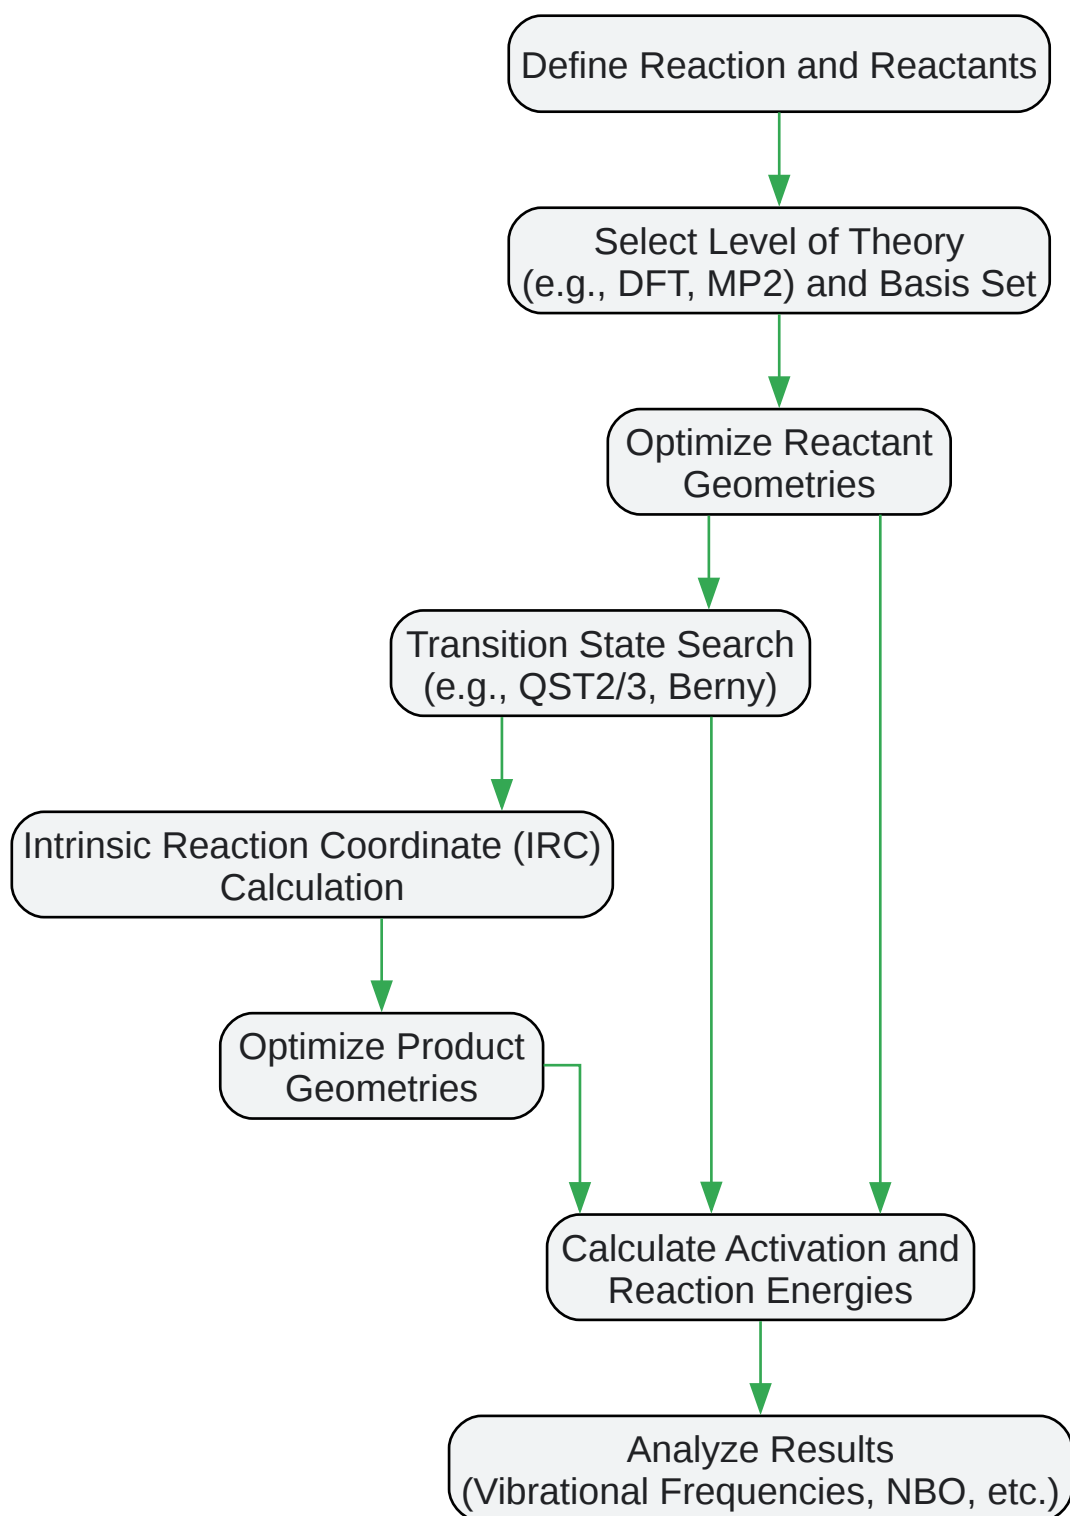 Define Reaction and Reactants
Select Level of Theory
(e.g., DFT, MP2) and Basis Set
Optimize Reactant
Geometries
Transition State Search
(e.g., QST2/3, Berny)
Intrinsic Reaction Coordinate (IRC)
Calculation
Optimize Product
Geometries
Calculate Activation and
Reaction Energies
Analyze Results
(Vibrational Frequencies, NBO, etc.)